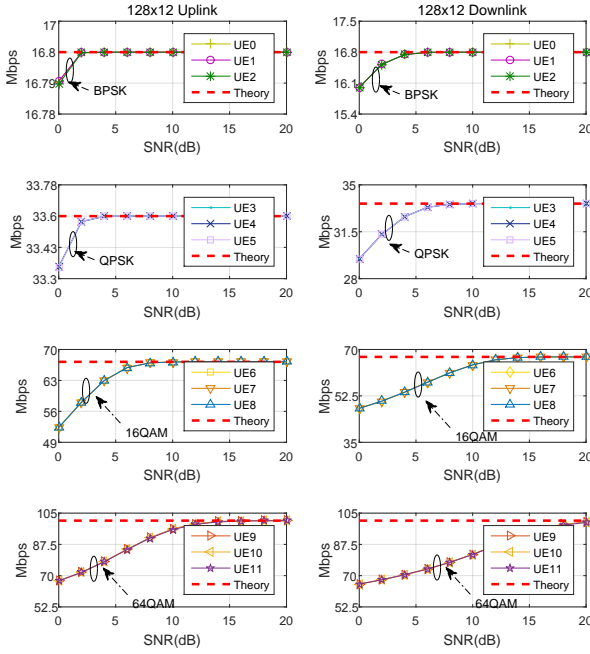 128x12 Uplink
17
16.8
16.79
16.78
Mbps
0 5 10 15 20
SNR(dB)
BPSK
UE0
UE1
UE2
Theory
128x12 Downlink
17.5
16.8
16.1
15.4
Mbps
0 5 10 15 20
SNR(dB)
BPSK
UE0
UE1
UE2
Theory
33.78
33.6
33.43
33.3
Mbps
0 5 10 15 20
SNR(dB)
QPSK
UE3
UE4
UE5
Theory
35
31.5
28
Mbps
0 5 10 15 20
SNR(dB)
QPSK
UE3
UE4
UE5
Theory
70
63
56
49
Mbps
0 5 10 15 20
SNR(dB)
16QAM
UE6
UE7
UE8
Theory
70
52.5
35
Mbps
0 5 10 15 20
SNR(dB)
16QAM
UE6
UE7
UE8
Theory
105
87.5
70
52.5
Mbps
0 5 10 15 20
SNR(dB)
64QAM
UE9
UE10
UE11
Theory
105
87.5
70
52.5
Mbps
0 5 10 15 20
SNR(dB)
64QAM
UE9
UE10
UE11
Theory